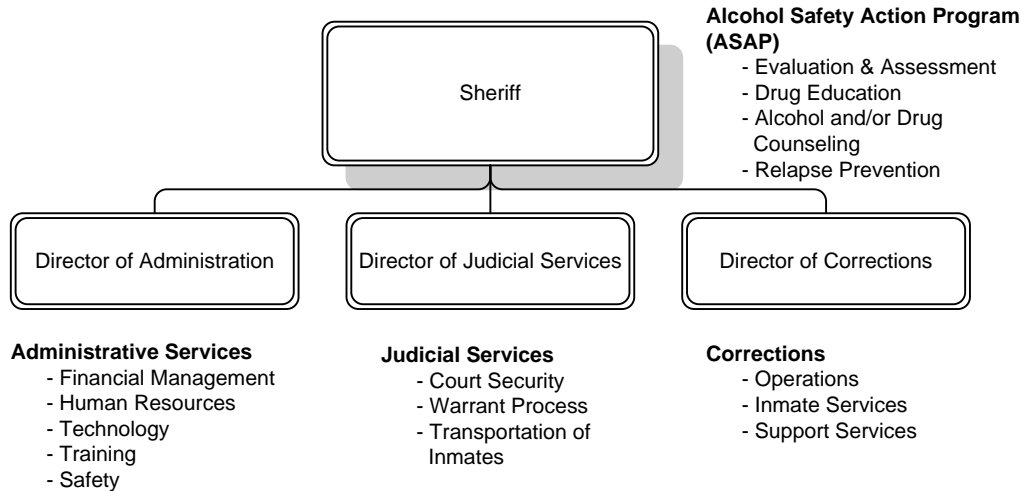 Alcohol Safety Action Program
(ASAP)
- Evaluation & Assessment
- Drug Education
- Alcohol and/or Drug
Counseling
- Relapse Prevention
Sheriff
Director of Administration
Director of Judicial Services
Director of Corrections
Administrative Services
- Financial Management
- Human Resources
- Technology
- Training
- Safety
Judicial Services
- Court Security
- Warrant Process
- Transportation of
Inmates
Corrections
- Operations
- Inmate Services
- Support Services